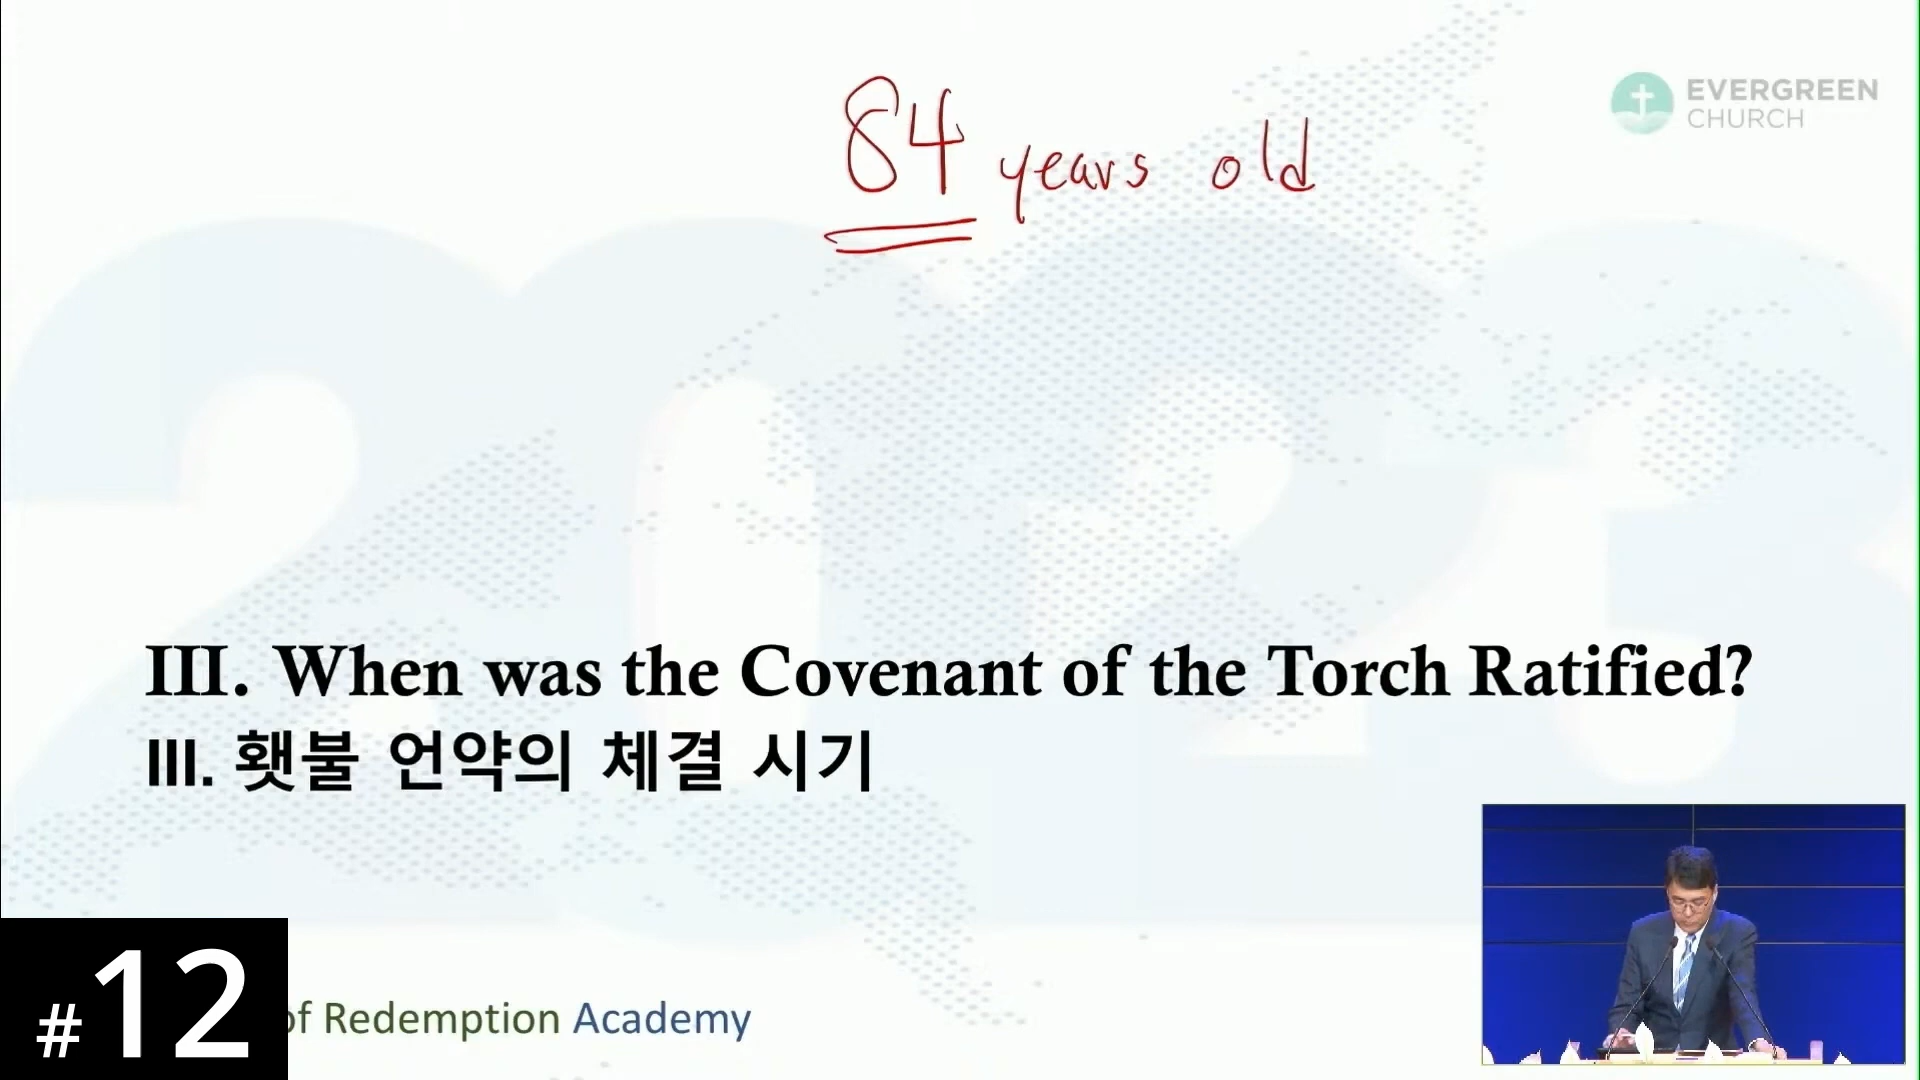 84 years old
EVERGREEN
CHURCH
III. When was the Covenant of the Torch Ratified?
III. 횃불 언약의 체결 시기
of Redemption Academy
#12